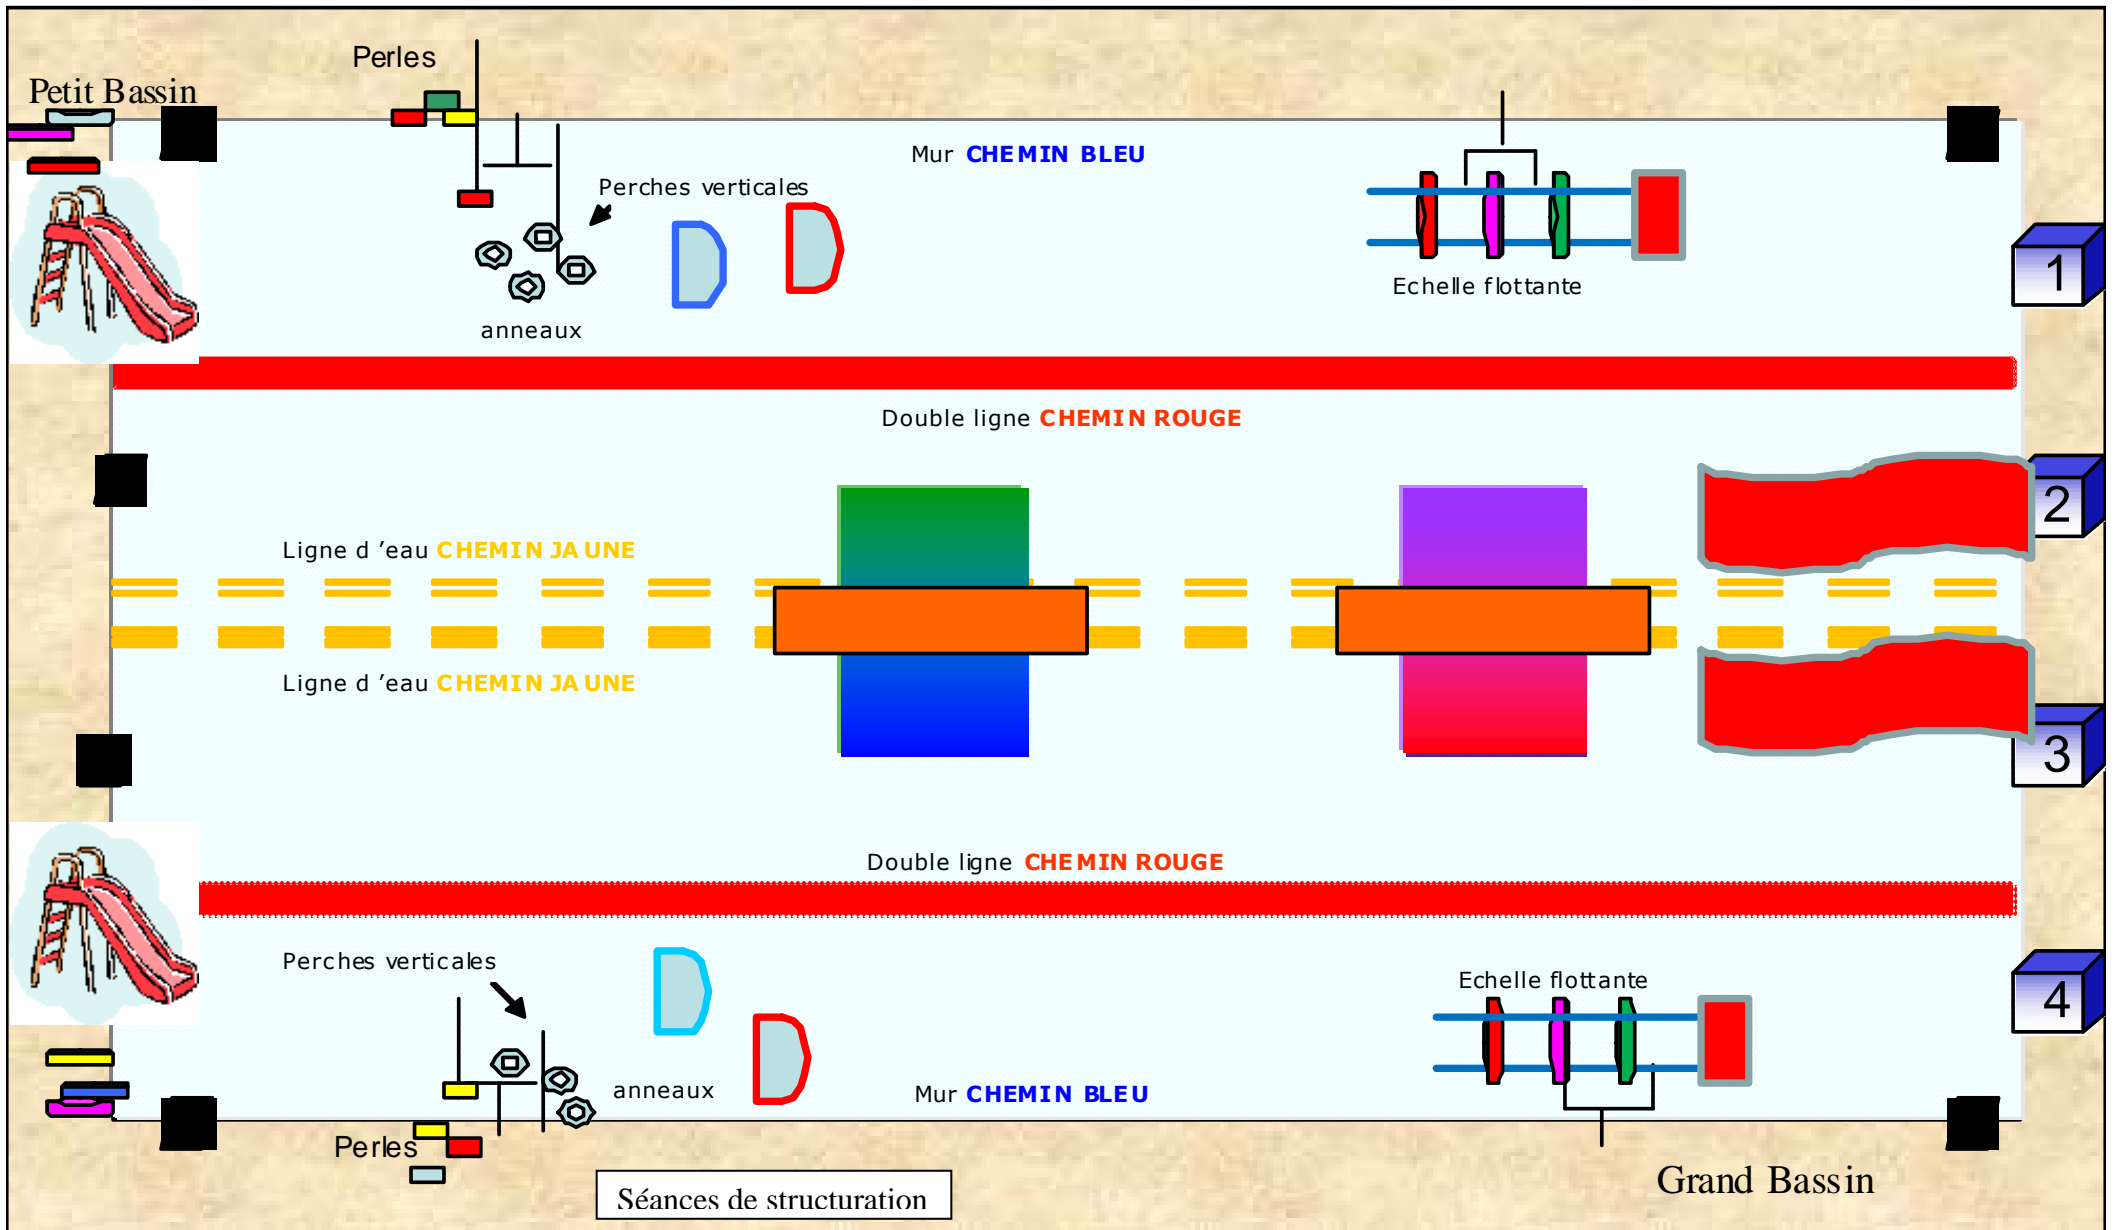 Perles
Petit Bassin
Mur CHEMIN BLEU
Perches verticales
1
Echelle flottante
anneaux
Double ligne CHEMIN ROUGE
2
Ligne d ’eau CHEMIN JAUNE
Ligne d ’eau CHEMIN JAUNE
3
Double ligne CHEMIN ROUGE
Perches verticales
Echelle flottante
4
anneaux
Mur CHEMIN BLEU
Perles
Grand Bassin
Séances de structuration